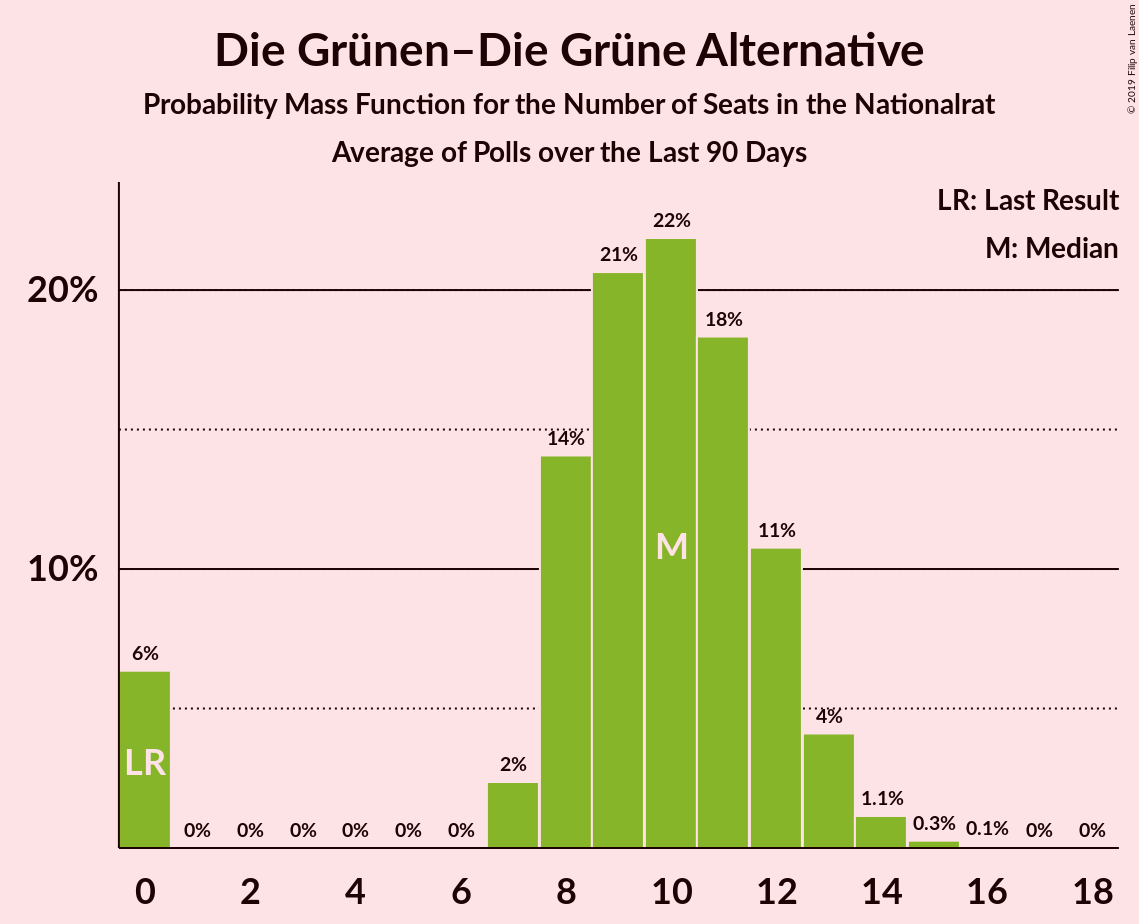 Die Grünen–Die Grüne Alternative
Probability Mass Function for the Number of Seats in the Nationalrat
Average of Polls over the Last 90 Days
© 2019 Filip van Laenen
LR: Last Result
M: Median
20%
10%
6%
0%
0%
0%
0%
0%
0%
2%
14%
21%
22%
18%
11%
4%
1.1%
0.3%
0.1%
0%
0%
LR
M
0 2 4 6 8 10 12 14 16 18